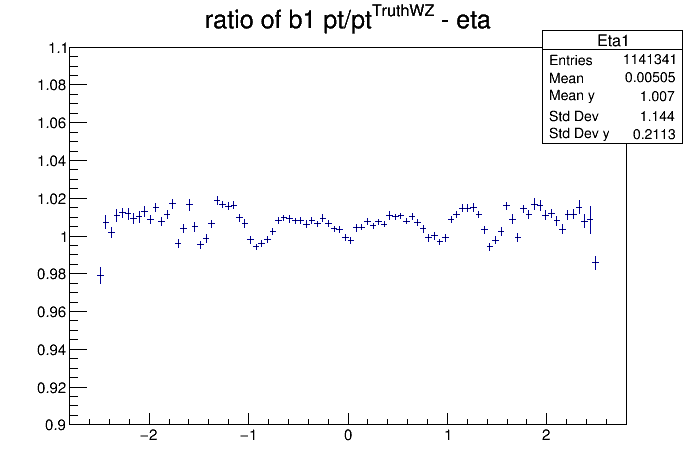 ratio of b1 pt/pt^TruthWZ - eta
Eta1
Entries 1141341
Mean 0.00505
Mean y 1.007
Std Dev 1.144
Std Dev y 0.2113
1.1
1.08
1.06
1.04
1.02
1
0.98
0.96
0.94
0.92
0.9
−2 −1 0 1 2